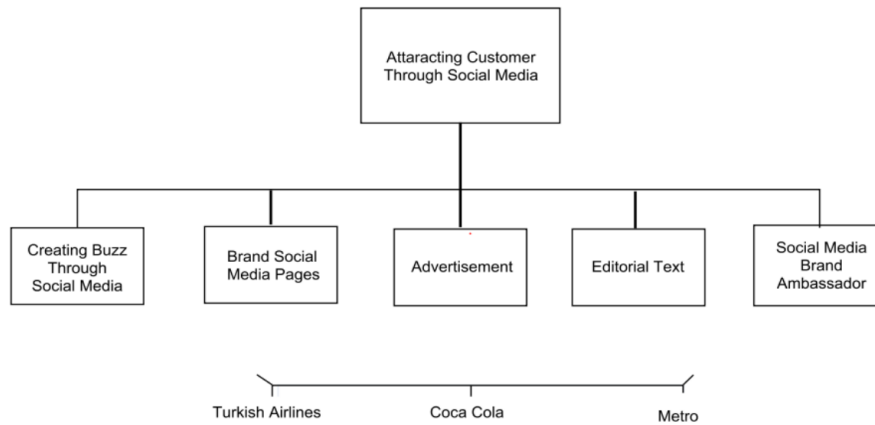 Attaracting Customer
Through Social Media
Creating Buzz
Through
Social Media
Brand Social
Media Pages
Advertisement
Editorial Text
Social Media
Brand
Ambassador
Turkish Airlines
Coca Cola
Metro